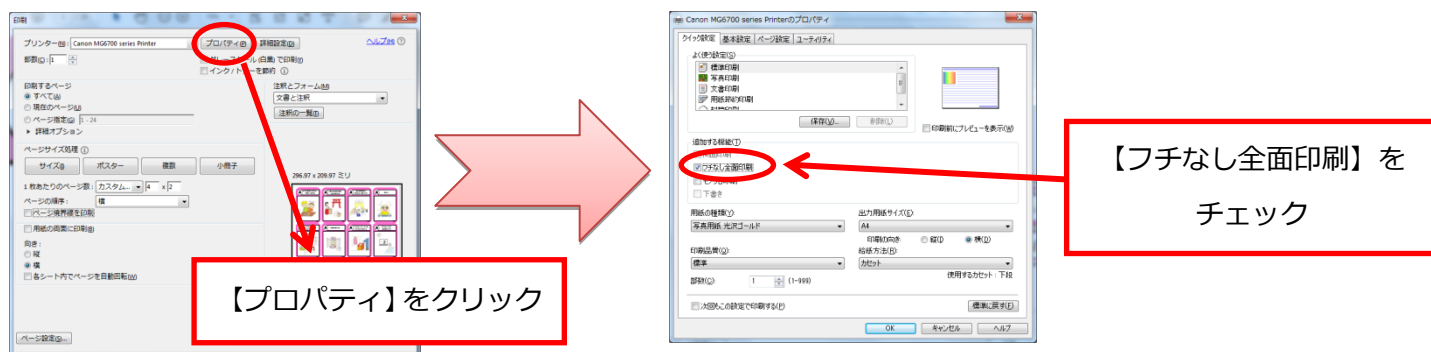 印刷
プリンター(N): Canon MG6700 series Printer
プロパティ(P)
詳細設定(D)
ヘルプ(H)
部数(C): 1
グレースケール (白黒) で印刷(Y)
インク/トナーを節約
印刷するページ
すべて(A)
現在のページ(U)
ページ指定(G) 1 - 24
詳細オプション
注釈とフォーム(M)
文書と注釈
注釈の一覧(T)
ページサイズ処理
サイズ(I)
ポスター
複数
小冊子
1 枚あたりのページ数: カスタム... 4 x 2
ページの順序: 横
ページ境界線を印刷
用紙の両面に印刷(B)
向き:
縦
横
各シート内でページを自動回転(W)
296.97 x 209.97 ミリ
ページ設定(S)...
【プロパティ】をクリック
Canon MG6700 series Printerのプロパティ
クイック設定
基本設定
ページ設定
ユーティリティ
よく使う設定(S)
標準印刷
写真印刷
文書印刷
用紙節約印刷
保存(V)...
削除(L)
印刷前にプレビューを表示(W)
追加する機能(T)
フチなし全面印刷
下書き
用紙の種類(Y)
写真用紙 光沢ゴールド
出力用紙サイズ(E)
A4
印刷の向き
縦(I)
横(D)
印刷品質(Q):
標準
給紙方法(R):
カセット
部数(C)
1
(1-999)
使用するカセット : 下段
次回もこの設定で印刷する(P)
標準に戻す(F)
OK
キャンセル
ヘルプ
【フチなし全面印刷】を
チェック